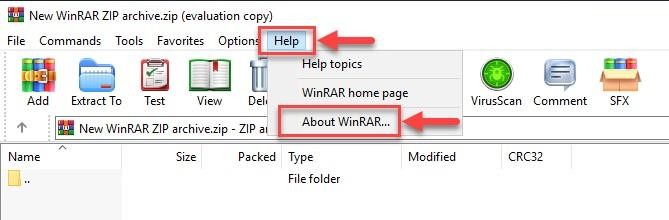 New WinRAR ZIP archive.zip (evaluation copy)
File Commands Tools Favorites Options Help
Help topics
WinRAR home page
About WinRAR...
Add Extract To Test View VirusScan Comment SFX
New WinRAR ZIP archive.zip - ZIP
Name Size Packed Type Modified CRC32
.. File folder